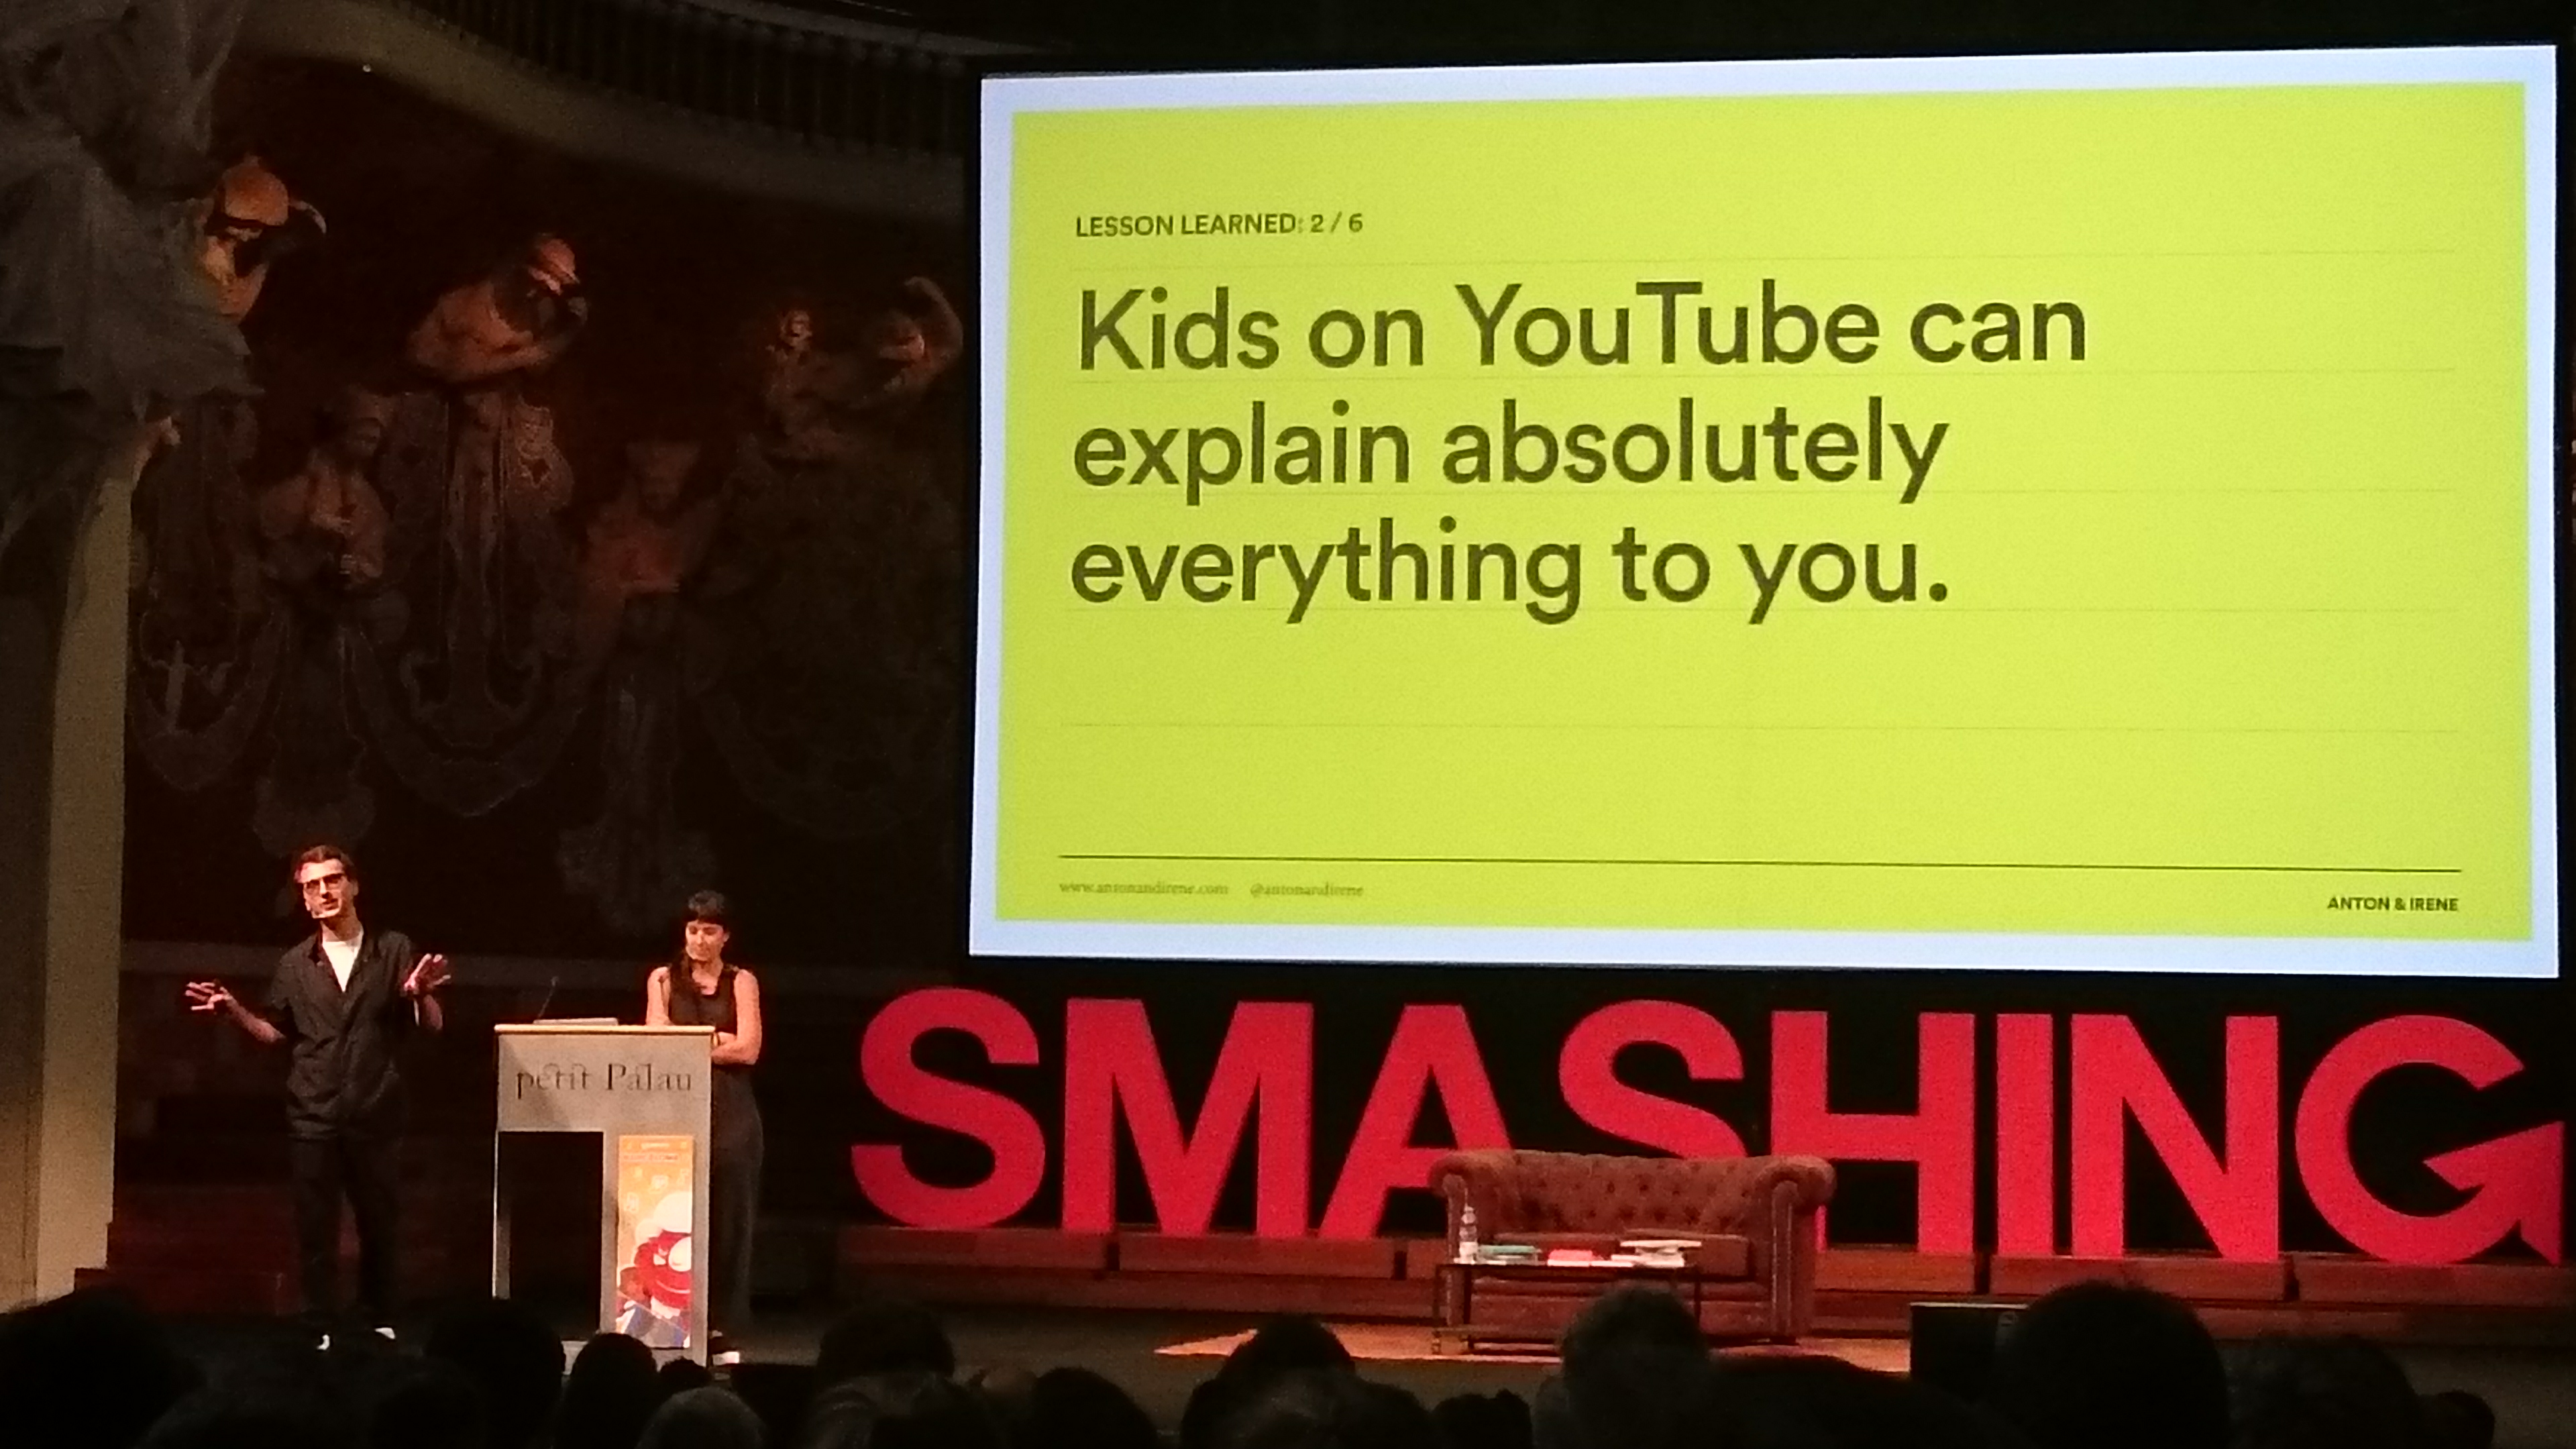 LESSON LEARNED: 2 / 6
Kids on YouTube can
explain absolutely
everything to you.
www.antonandirene.com @antonandirene
ANTON & IRENE
petit Palau
SMASHING